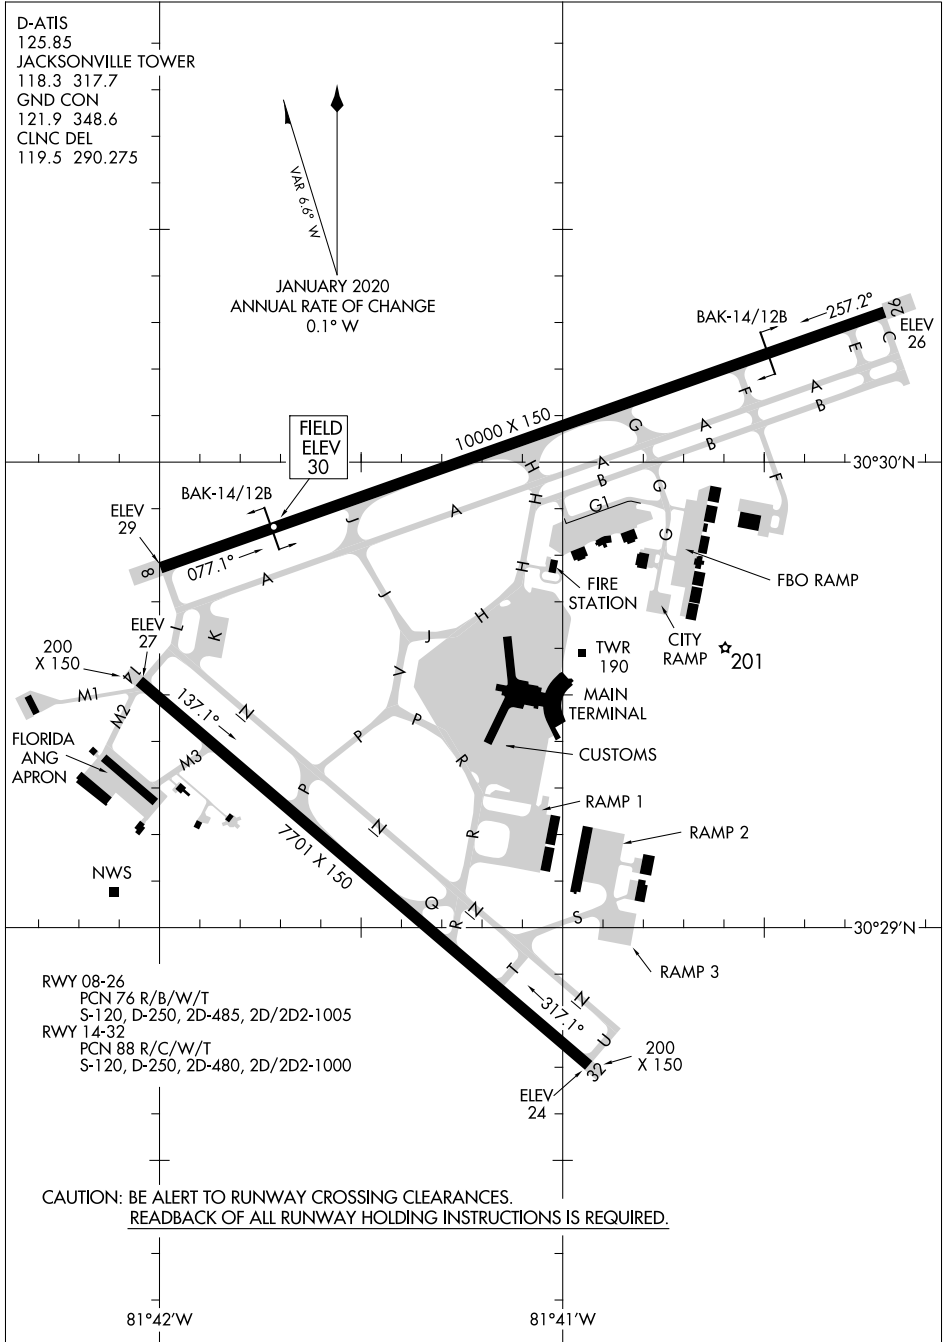 D-ATIS
125.85
JACKSONVILLE TOWER
118.3 317.7
GND CON
121.9 348.6
CLNC DEL
119.5 290.275
VAR 6.6° W
JANUARY 2020
ANNUAL RATE OF CHANGE
0.1° W
BAK-14/12B
257.2°
26
ELEV
26
C
E
A
B
F
10000 X 150
G
A
B
F
FIELD
ELEV
30
H
A
B
G
30°30'N
BAK-14/12B
H
G1
A
J
ELEV
29
G
8
077.1°
A
H
FIRE
STATION
FBO RAMP
J
H
CITY
RAMP
L
K
J
ELEV
27
200
X 150
TWR
190
201
V
14
M1
137.1°
MAIN
TERMINAL
M2
N
P
P
FLORIDA
ANG
APRON
M3
R
CUSTOMS
P
RAMP 1
N
R
RAMP 2
7701 X 150
NWS
Q
N
R
S
30°29'N
T
RAMP 3
RWY 08-26
PCN 76 R/B/W/T
S-120, D-250, 2D-485, 2D/2D2-1005
RWY 14-32
PCN 88 R/C/W/T
S-120, D-250, 2D-480, 2D/2D2-1000
317.1°
N
U
200
X 150
32
ELEV
24
CAUTION: BE ALERT TO RUNWAY CROSSING CLEARANCES.
READBACK OF ALL RUNWAY HOLDING INSTRUCTIONS IS REQUIRED.
81°42'W
81°41'W